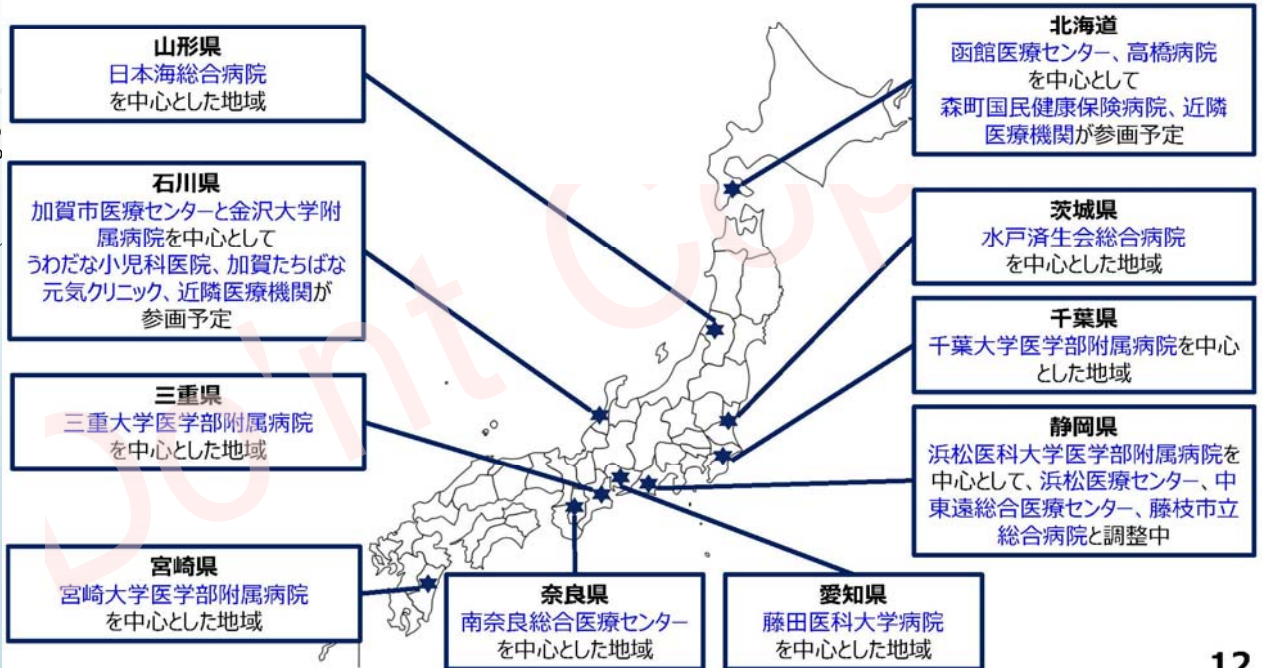 山形県
日本海総合病院
を中心とした地域
石川県
加賀市医療センターと金沢大学附
属病院を中心として
うわだな小児科医院、加賀たちばな
元気クリニック、近隣医療機関が
参画予定
三重県
三重大学医学部附属病院
を中心とした地域
宮崎県
宮崎大学医学部附属病院
を中心とした地域
奈良県
南奈良総合医療センター
を中心とした地域
愛知県
藤田医科大学病院
を中心とした地域
北海道
函館医療センター、高橋病院
を中心として
森町国民健康保険病院、近隣
医療機関が参画予定
茨城県
水戸済生会総合病院
を中心とした地域
千葉県
千葉大学医学部附属病院を中心
とした地域
静岡県
浜松医科大学医学部附属病院を
中心として、浜松医療センター、中
東遠総合医療センター、藤枝市立
総合病院と調整中
Do'nt Cop
12